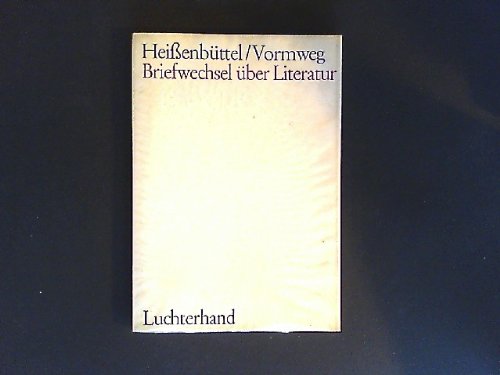 Heißenbüttel/Vormweg
Briefwechsel über Literatur
Luchterhand